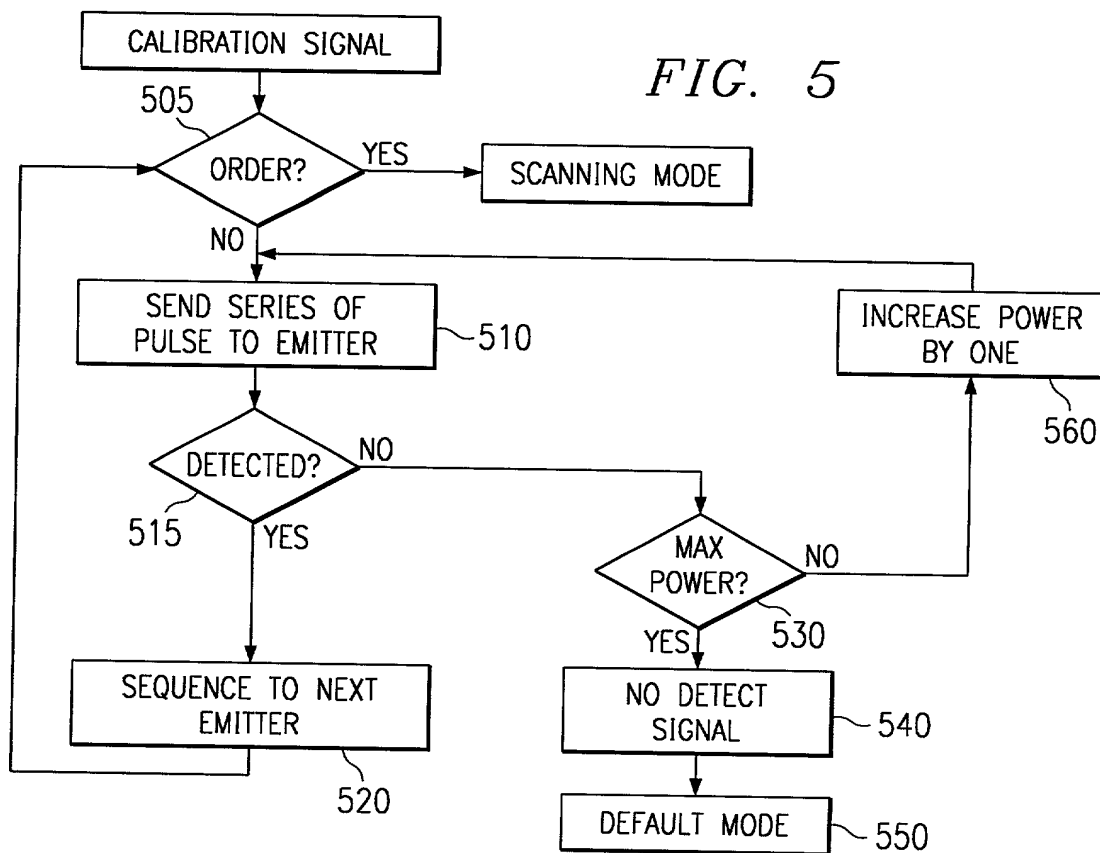 CALIBRATION SIGNAL
FIG. 5
505
ORDER?
YES
SCANNING MODE
NO
SEND SERIES OF
PULSE TO EMITTER
510
INCREASE POWER
BY ONE
560
DETECTED?
NO
515
YES
MAX
POWER?
NO
530
YES
SEQUENCE TO NEXT
EMITTER
520
NO DETECT
SIGNAL
540
DEFAULT MODE
550